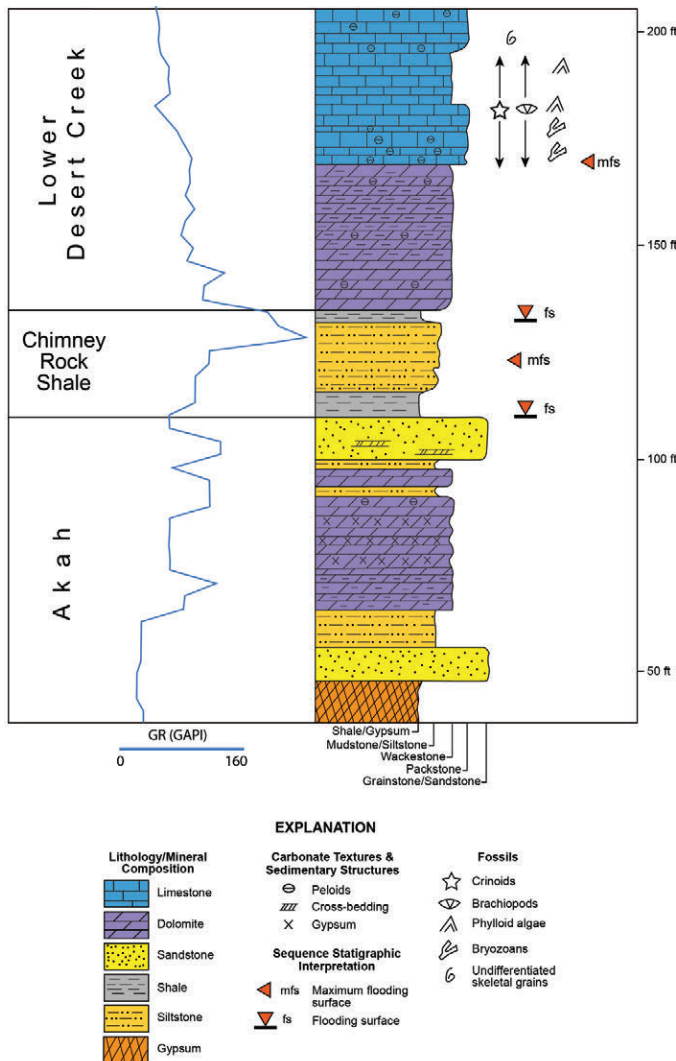 Lower
Desert Creek
Chimney
Rock
Shale
Akah
200 ft
mfs
150 ft
fs
mfs
fs
100 ft
50 ft
GR (GAPI)
0 160
Shale/Gypsum
Mudstone/Siltstone
Wackestone
Packstone
Grainstone/Sandstone
EXPLANATION
Lithology/Mineral
Composition
Limestone
Dolomite
Sandstone
Shale
Siltstone
Gypsum
Carbonate Textures &
Sedimentary Structures
Peloids
Cross-bedding
Gypsum
Sequence Statigraphic
Interpretation
mfs Maximum flooding
surface
fs Flooding surface
Fossils
Crinoids
Brachiopods
Phylloid algae
Bryozoans
Undifferentiated
skeletal grains